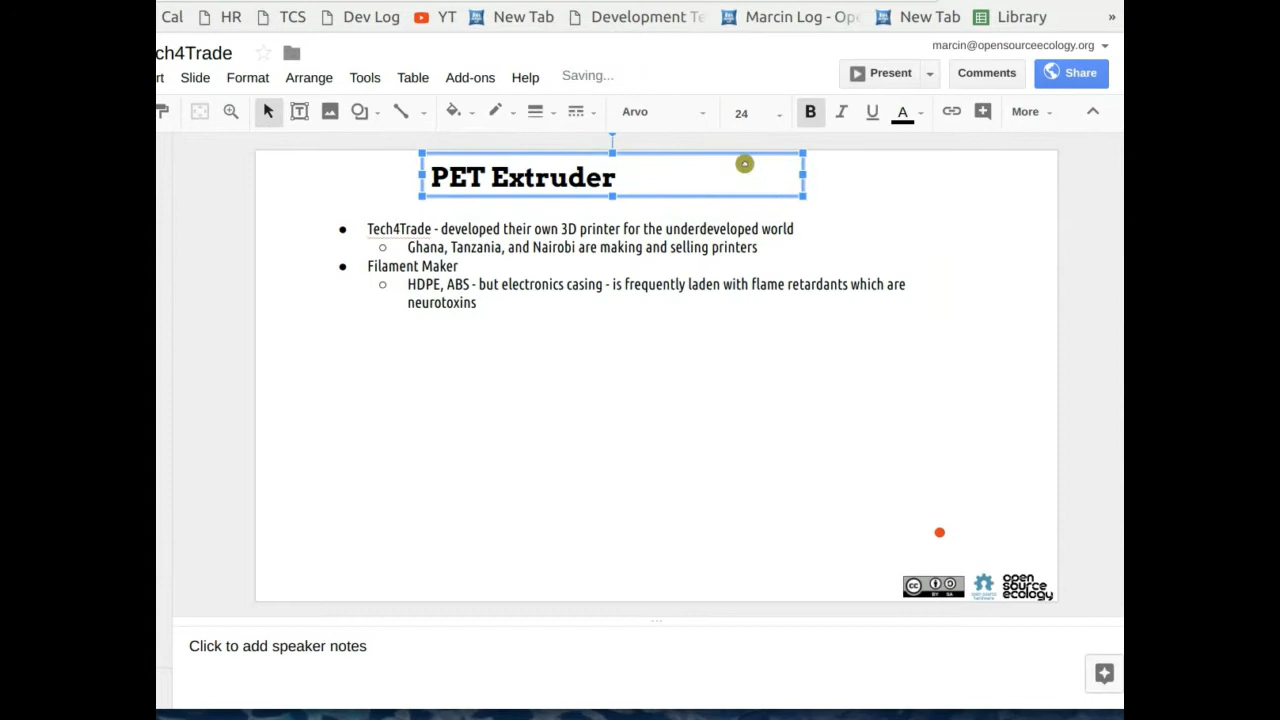 Cal HR TCS Dev Log YT New Tab Development Te Marcin Log - Ope New Tab Library »
ch4Trade
marcin@opensourceecology.org
rt Slide Format Arrange Tools Table Add-ons Help Saving...
Present Comments Share
Arvo 24 B I U A More
PET Extruder
● Tech4Trade - developed their own 3D printer for the underdeveloped world
○ Ghana, Tanzania, and Nairobi are making and selling printers
● Filament Maker
○ HDPE, ABS - but electronics casing - is frequently laden with flame retardants which are
neurotoxins
cc BY SA
open
source
ecology
Click to add speaker notes